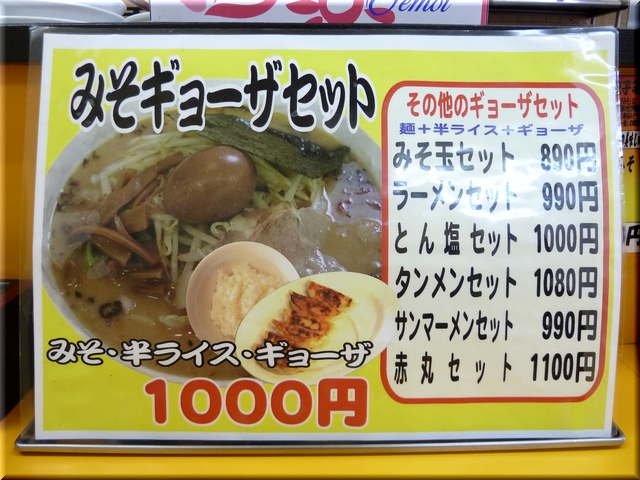 みそギョーザセット
みそ・半ライス・ギョーザ
1000円
その他のギョーザセット
麺＋半ライス＋ギョーザ
みそ玉セット 890円
ラーメンセット 990円
とん塩セット 1000円
タンメンセット 1080円
サンマーメンセット 990円
赤丸セット 1100円